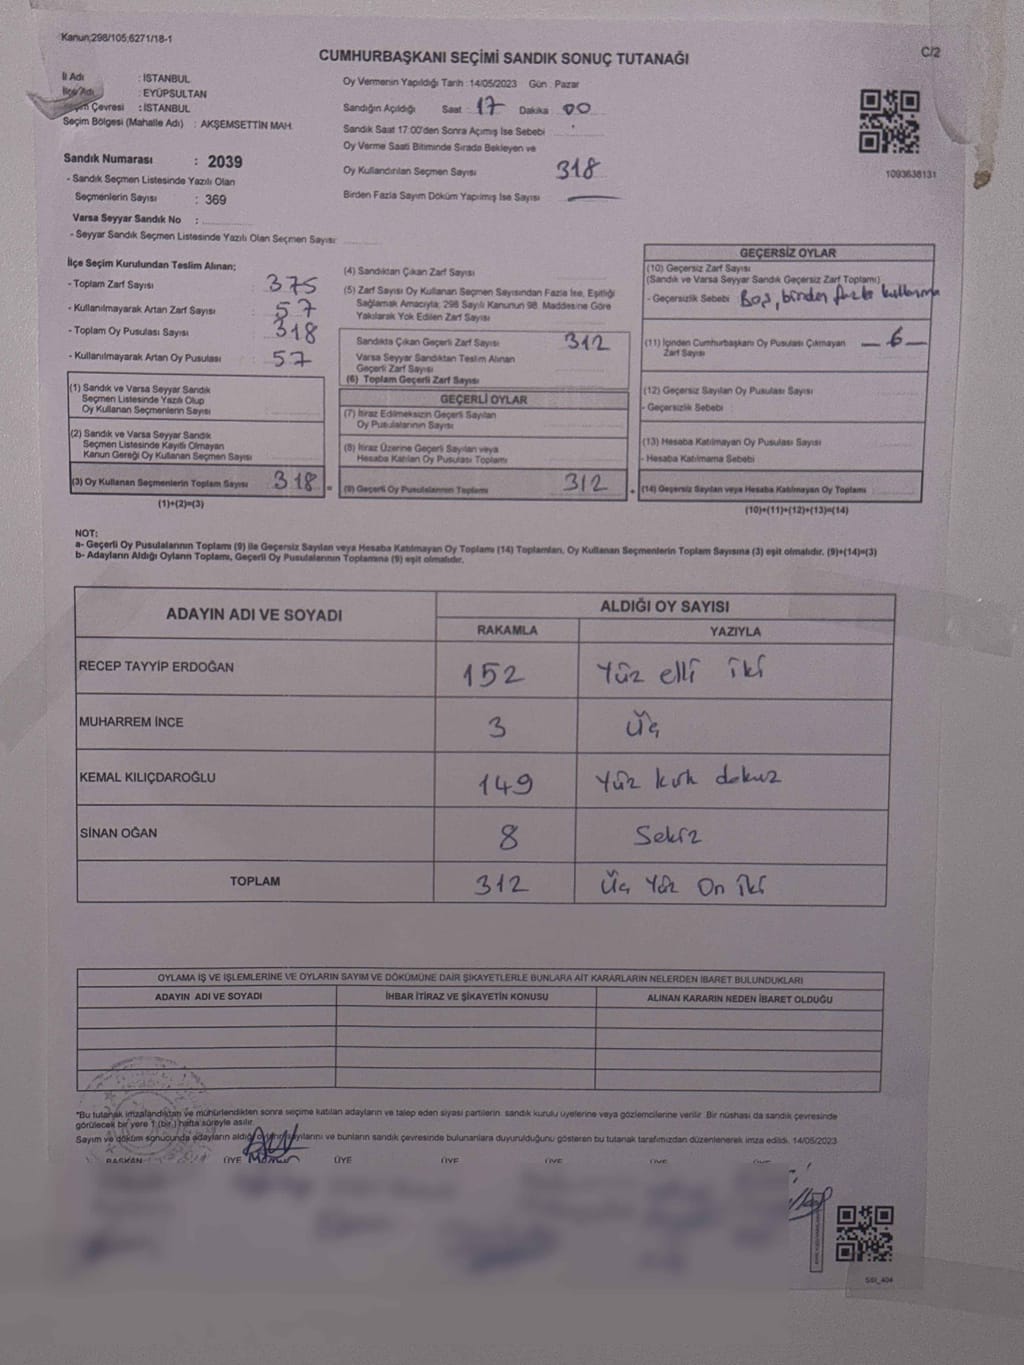 Kanun;298/105;6271/18-1
CUMHURBAŞKANI SEÇİMİ SANDIK SONUÇ TUTANAĞI
C/2
İl Adı : İSTANBUL
İlçe Adı : EYÜPSULTAN
Seçim Çevresi : İSTANBUL
Seçim Bölgesi (Mahalle Adı) : AKŞEMSETTİN MAH.
Sandık Numarası : 2039
- Sandık Seçmen Listesinde Yazılı Olan
Seçmenlerin Sayısı : 369
Varsa Seyyar Sandık No :
- Seyyar Sandık Seçmen Listesinde Yazılı Olan Seçmen Sayısı:
Oy Vermenin Yapıldığı Tarih :14/05/2023 Gün : Pazar
Sandığın Açıldığı Saat : 17 Dakika 00
Sandık Saat 17:00'den Sonra Açımış İse Sebebi
Oy Verme Saati Bitiminde Sırada Bekleyen ve
Oy Kullandırılan Seçmen Sayısı 318
Birden Fazla Sayım Döküm Yapılmış İse Sayısı —
1093638131
İlçe Seçim Kurulundan Teslim Alınan;
- Toplam Zarf Sayısı : 375
- Kullanılmayarak Artan Zarf Sayısı : 57
- Toplam Oy Pusulası Sayısı : 318
- Kullanılmayarak Artan Oy Pusulası : 57
(1) Sandık ve Varsa Seyyar Sandık
Seçmen Listesinde Yazılı Olup
Oy Kullanan Seçmenlerin Sayısı
(2) Sandık ve Varsa Seyyar Sandık
Seçmen Listesinde Kayıtlı Olmayan
Kanun Gereği Oy Kullanan Seçmen Sayısı
(3) Oy Kullanan Seçmenlerin Toplam Sayısı 318
(1)+(2)=(3)
(4) Sandıktan Çıkan Zarf Sayısı
(5) Zarf Sayısı Oy Kullanan Seçmen Sayısından Fazla İse, Eşitliği
Sağlamak Amacıyla; 298 Sayılı Kanunun 98. Maddesine Göre
Yakılarak Yok Edilen Zarf Sayısı
Sandıkta Çıkan Geçerli Zarf Sayısı 312
Varsa Seyyar Sandıktan Teslim Alınan
Geçerli Zarf Sayısı
(6) Toplam Geçerli Zarf Sayısı
GEÇERLİ OYLAR
(7) İtiraz Edilmeksizin Geçerli Sayılan
Oy Pusulalarının Sayısı
(8) İtiraz Üzerine Geçerli Sayılan veya
Hesaba Katılan Oy Pusulası Toplamı
= (9) Geçerli Oy Pusulalarının Toplamı 312
GEÇERSİZ OYLAR
(10) Geçersiz Zarf Sayısı
(Sandık ve Varsa Seyyar Sandık Geçersiz Zarf Toplamı)
- Geçersizlik Sebebi : Boş, birden fazla kullanma
(11) İçinden Cumhurbaşkanı Oy Pusulası Çıkmayan
Zarf Sayısı — 6 —
(12) Geçersiz Sayılan Oy Pusulası Sayısı
- Geçersizlik Sebebi :
(13) Hesaba Katılmayan Oy Pusulası Sayısı
- Hesaba Katılmama Sebebi
+ (14) Geçersiz Sayılan veya Hesaba Katılmayan Oy Toplamı
(10)+(11)+(12)+(13)=(14)
NOT:
a- Geçerli Oy Pusulalarının Toplamı (9) ile Geçersiz Sayılan veya Hesaba Katılmayan Oy Toplamı (14) Toplamları, Oy Kullanan Seçmenlerin Toplam Sayısına (3) eşit olmalıdır. (9)+(14)=(3)
b- Adayların Aldığı Oyların Toplamı, Geçerli Oy Pusulalarının Toplamına (9) eşit olmalıdır.
ADAYIN ADI VE SOYADI ALDIĞI OY SAYISI
RAKAMLA YAZIYLA
RECEP TAYYİP ERDOĞAN 152 Yüz elli iki
MUHARREM İNCE 3 Üç
KEMAL KILIÇDAROĞLU 149 Yüz kırk dokuz
SİNAN OĞAN 8 Sekiz
TOPLAM 312 Üç Yüz On iki
OYLAMA İŞ VE İŞLEMLERİNE VE OYLARIN SAYIM VE DÖKÜMÜNE DAİR ŞİKAYETLERLE BUNLARA AİT KARARLARIN NELERDEN İBARET BULUNDUKLARI
ADAYIN ADI VE SOYADI İHBAR İTİRAZ VE ŞİKAYETİN KONUSU ALINAN KARARIN NEDEN İBARET OLDUĞU
*Bu tutanak imzalandıktan ve mühürlendikten sonra seçime katılan adayların ve talep eden siyasi partilerin sandık kurulu üyelerine veya gözlemcilerine verilir. Bir nüshası da sandık çevresinde
görülecek bir yere 1 (bir) hafta süreyle asılır.
Sayım ve döküm sonucunda adayların aldığı oyların sayılarını ve bunların sandık çevresinde bulunanlara duyurulduğunu gösteren bu tutanak tarafımızdan düzenlenerek imza edildi. 14/05/2023
BAŞKAN ÜYE ÜYE ÜYE ÜYE ÜYE ÜYE
SSI_404